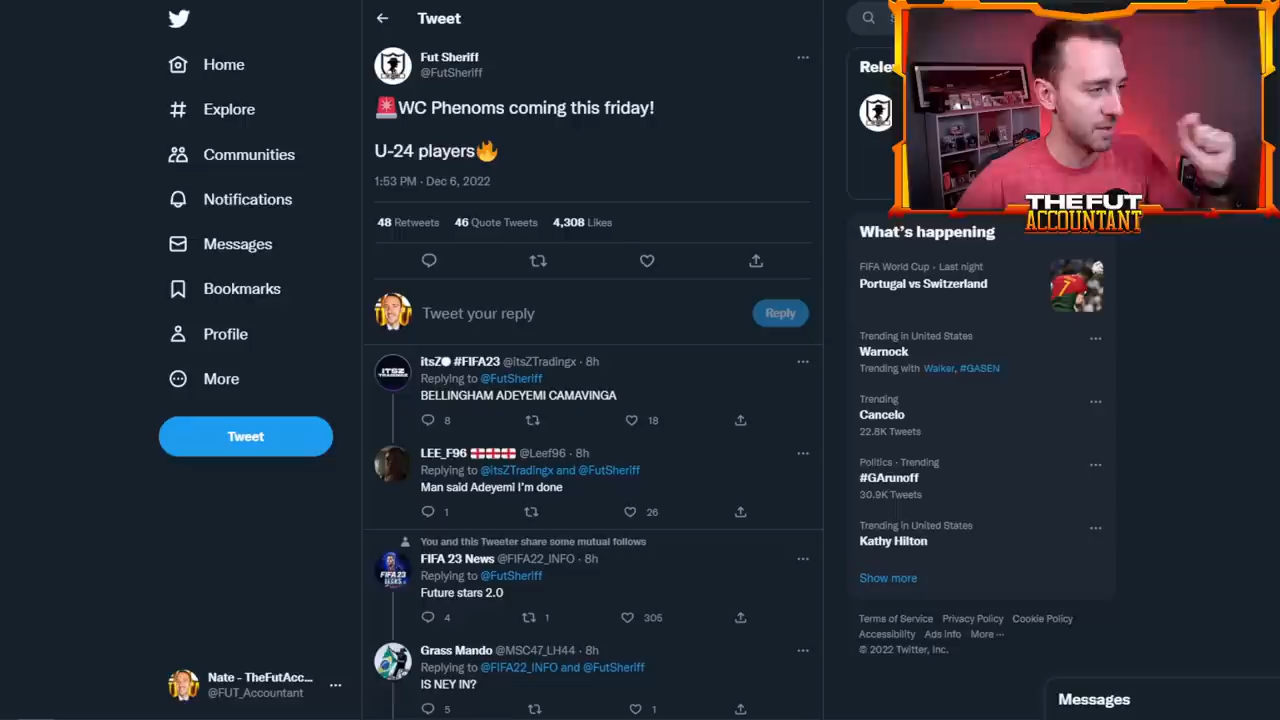 Home
Explore
Communities
Notifications
Messages
Bookmarks
Profile
More
Tweet
Nate - TheFutAcc...
@FUT_Accountant
Tweet
Fut Sheriff
@FutSheriff
🚨WC Phenoms coming this friday!
U-24 players🔥
1:53 PM · Dec 6, 2022
48 Retweets 46 Quote Tweets 4,308 Likes
Tweet your reply
Reply
itsZ #FIFA23 @itsZTradingx · 8h
Replying to @FutSheriff
BELLINGHAM ADEYEMI CAMAVINGA
8 18
LEE_F96 🏴󠁧󠁢󠁥󠁮󠁧󠁿🏴󠁧󠁢󠁥󠁮󠁧󠁿🏴󠁧󠁢󠁥󠁮󠁧󠁿 @Leef96 · 8h
Replying to @itsZTradingx and @FutSheriff
Man said Adeyemi I'm done
1 26
You and this Tweeter share some mutual follows
FIFA 23 News @FIFA22_INFO · 8h
Replying to @FutSheriff
Future stars 2.0
4 1 305
Grass Mando @MSC47_LH44 · 8h
Replying to @FIFA22_INFO and @FutSheriff
IS NEY IN?
5 1
THE FUT
ACCOUNTANT
What's happening
FIFA World Cup · Last night
Portugal vs Switzerland
Trending in United States
Warnock
Trending with Walker, #GASEN
Trending
Cancelo
22.8K Tweets
Politics · Trending
#GArunoff
30.9K Tweets
Trending in United States
Kathy Hilton
Show more
Terms of Service Privacy Policy Cookie Policy
Accessibility Ads info More ···
© 2022 Twitter, Inc.
Messages